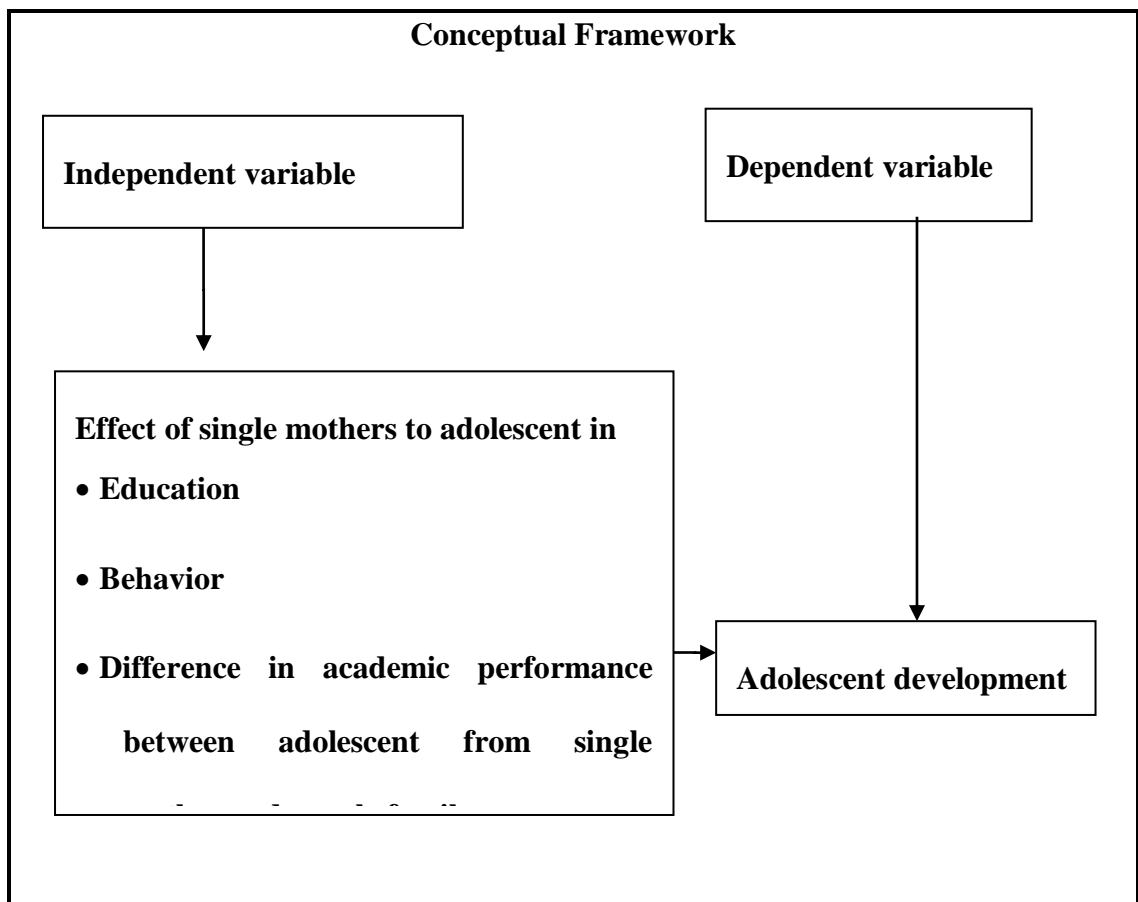 Conceptual Framework
Independent variable
Dependent variable
Effect of single mothers to adolescent in
• Education
• Behavior
• Difference in academic performance
between adolescent from single
Adolescent development